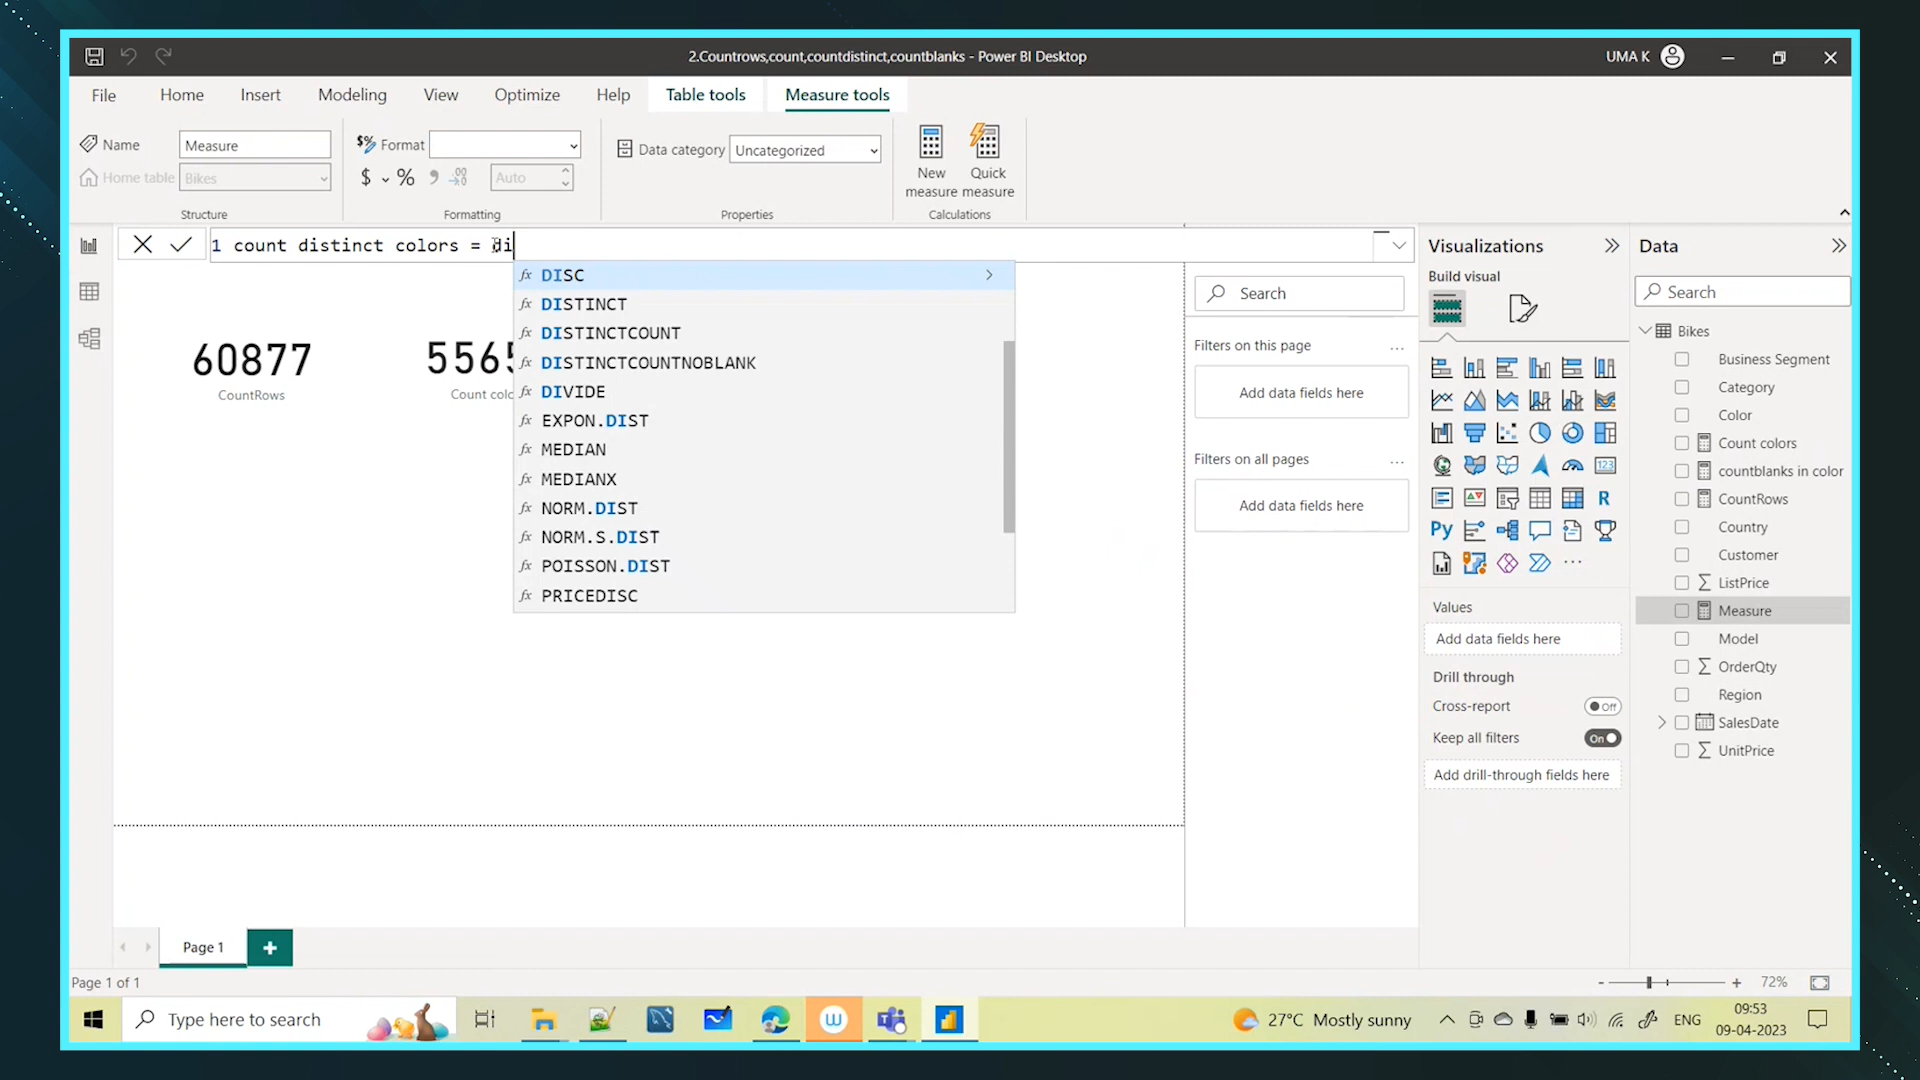 2.Countrows,count,countdistinct,countblanks - Power BI Desktop
UMA K
File Home Insert Modeling View Optimize Help Table tools Measure tools
Name Measure
Home table Bikes
Structure
Format
$ % Auto
Formatting
Data category Uncategorized
Properties
New measure
Quick measure
Calculations
1 count distinct colors = di
DISC
DISTINCT
DISTINCTCOUNT
DISTINCTCOUNTNOBLANK
DIVIDE
EXPON.DIST
MEDIAN
MEDIANX
NORM.DIST
NORM.S.DIST
POISSON.DIST
PRICEDISC
60877
CountRows
5565
Count colo
Search
Filters on this page
Add data fields here
Filters on all pages
Add data fields here
Visualizations
Build visual
123
R
Py
Values
Add data fields here
Drill through
Cross-report Off
Keep all filters On
Add drill-through fields here
Data
Search
Bikes
Business Segment
Category
Color
Count colors
countblanks in color
CountRows
Country
Customer
ListPrice
Measure
Model
OrderQty
Region
SalesDate
UnitPrice
Page 1
Page 1 of 1
72%
Type here to search
27°C Mostly sunny
ENG
09:53
09-04-2023